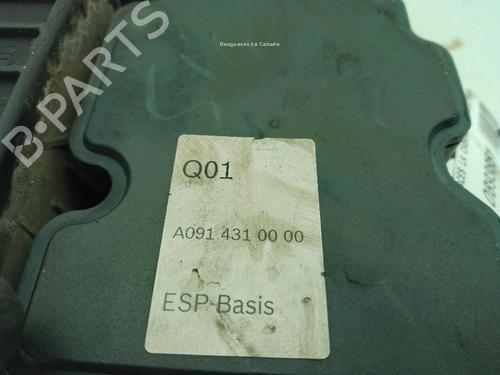 Desguaces La Cabaña
B-PARTS
Q01
A091 431 00 00
ESP-Basis